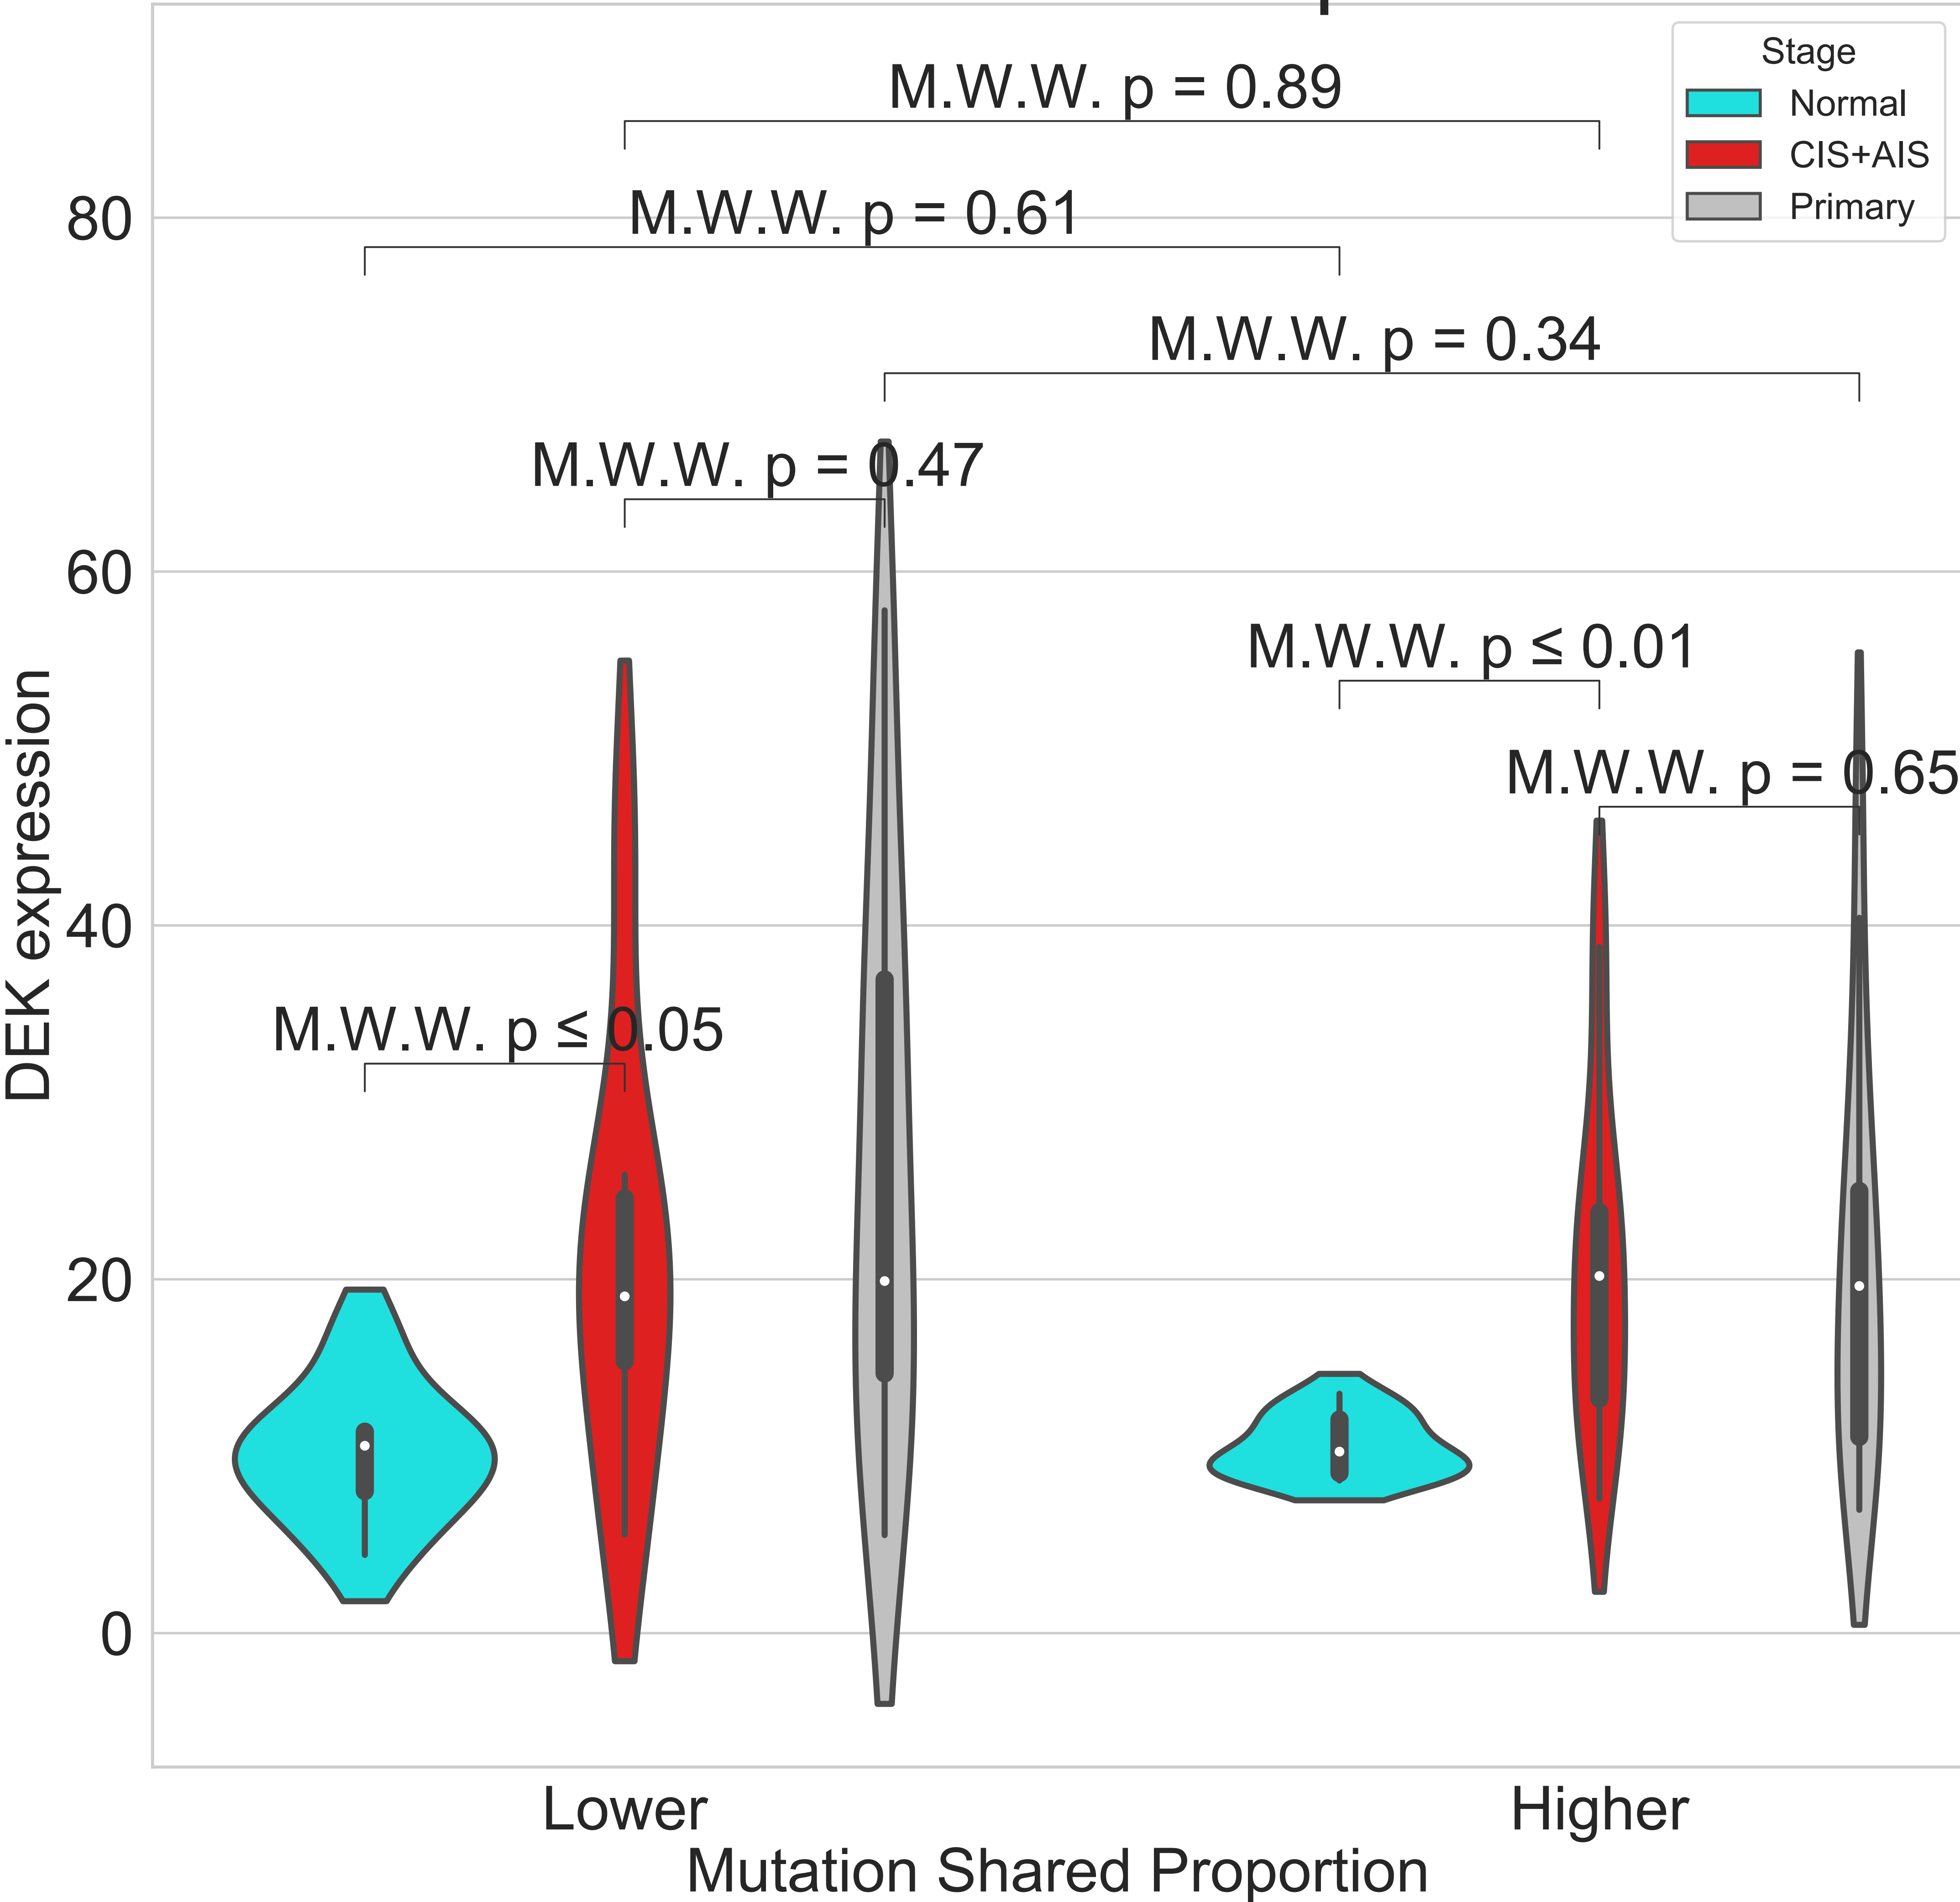 Stage
Normal
CIS+AIS
Primary
M.W.W. p = 0.89
M.W.W. p = 0.61
M.W.W. p = 0.34
M.W.W. p = 0.47
M.W.W. p ≤ 0.01
M.W.W. p = 0.65
M.W.W. p ≤ 0.05
80
60
40
20
0
DEK expression
Lower
Higher
Mutation Shared Proportion